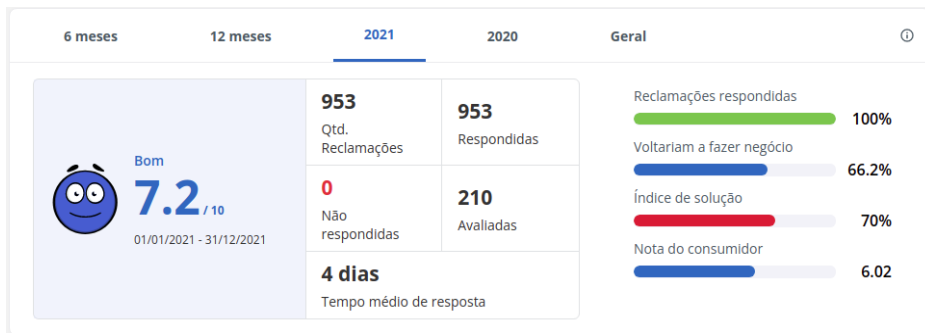 6 meses
12 meses
2021
2020
Geral
Bom
7.2 / 10
01/01/2021 - 31/12/2021
953
Qtd.
Reclamações
953
Respondidas
0
Não
respondidas
210
Avaliadas
4 dias
Tempo médio de resposta
Reclamações respondidas
100%
Voltariam a fazer negócio
66.2%
Índice de solução
70%
Nota do consumidor
6.02